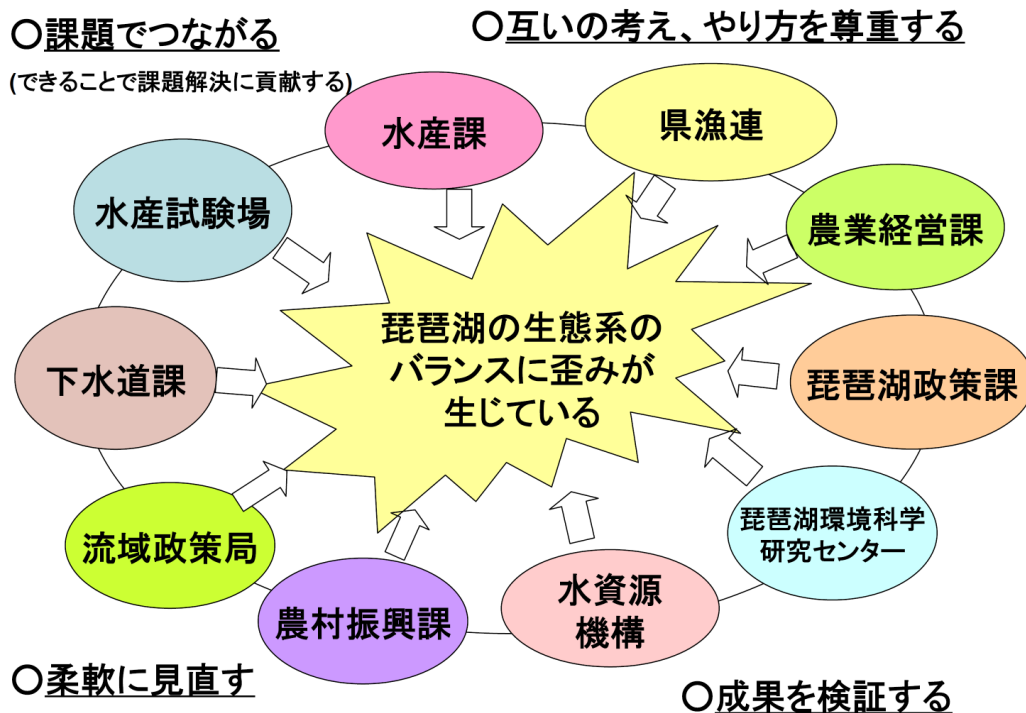 ○課題でつながる
(できることで課題解決に貢献する)
○互いの考え、やり方を尊重する
水産課
県漁連
水産試験場
農業経営課
琵琶湖の生態系の
バランスに歪みが
生じている
下水道課
琵琶湖政策課
流域政策局
琵琶湖環境科学
研究センター
農村振興課
水資源
機構
○柔軟に見直す
○成果を検証する